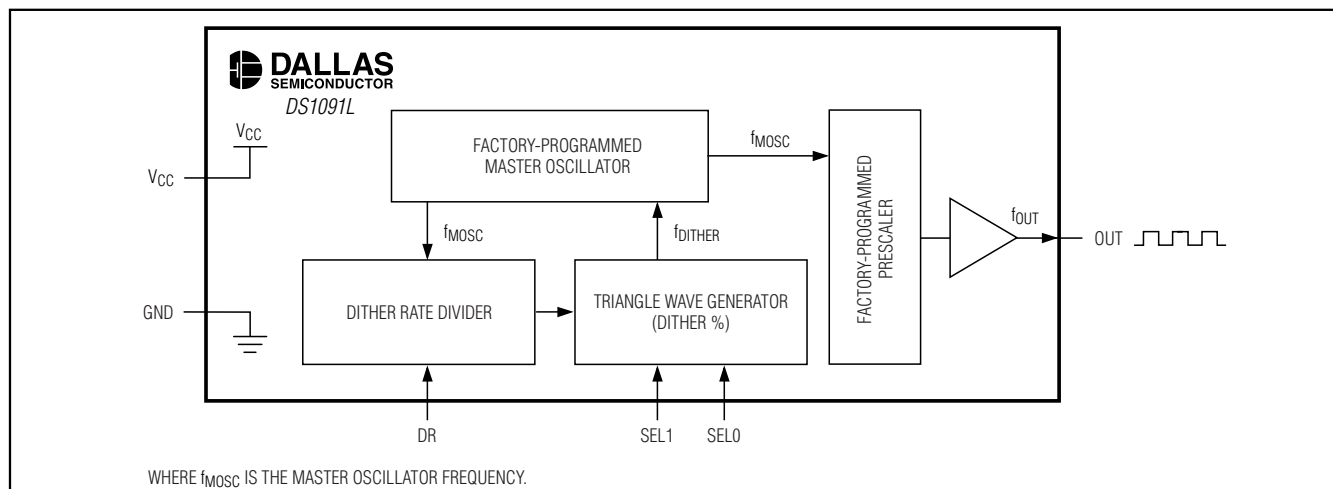 DALLAS
SEMICONDUCTOR
DS1091L
VCC
VCC
FACTORY-PROGRAMMED
MASTER OSCILLATOR
fMOSC
FACTORY-PROGRAMMED
PRESCALER
fMOSC
fDITHER
fOUT
OUT
GND
DITHER RATE DIVIDER
TRIANGLE WAVE GENERATOR
(DITHER %)
DR
SEL1
SEL0
WHERE fMOSC IS THE MASTER OSCILLATOR FREQUENCY.